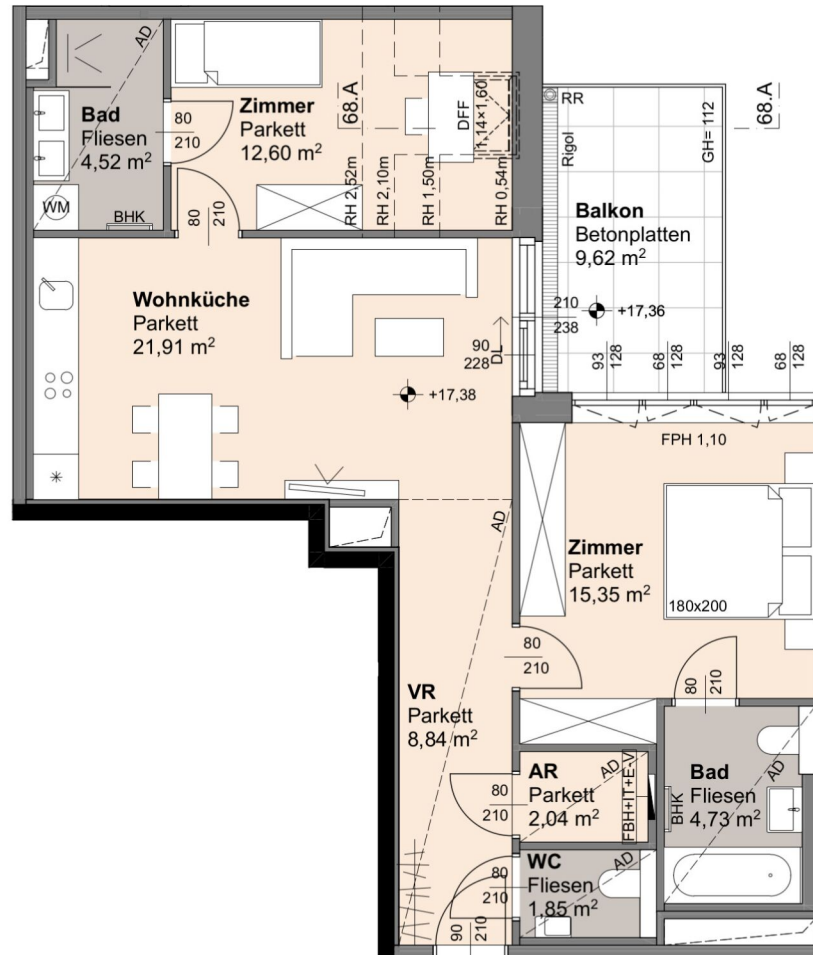 AD
Bad
Fliesen
4,52 m²
80
210
WM
BHK
Zimmer
Parkett
12,60 m²
80
210
68.A
RH 2,52m
RH 2,10m
RH 1,50m
RH 0,54m
DFF
1,14×1,60
RR
Rigol
GH= 112
68.A
Balkon
Betonplatten
9,62 m²
210
238
+17,36
Wohnküche
Parkett
21,91 m²
90
228
DL
+17,38
93
128
68
128
93
128
68
128
FPH 1,10
AD
Zimmer
Parkett
15,35 m²
180x200
80
210
80
210
VR
Parkett
8,84 m²
AR
Parkett
2,04 m²
AD
FBH+IT+E-V
80
210
Bad
Fliesen
4,73 m²
BHK
AD
WC
Fliesen
1,85 m²
AD
80
210
90
210